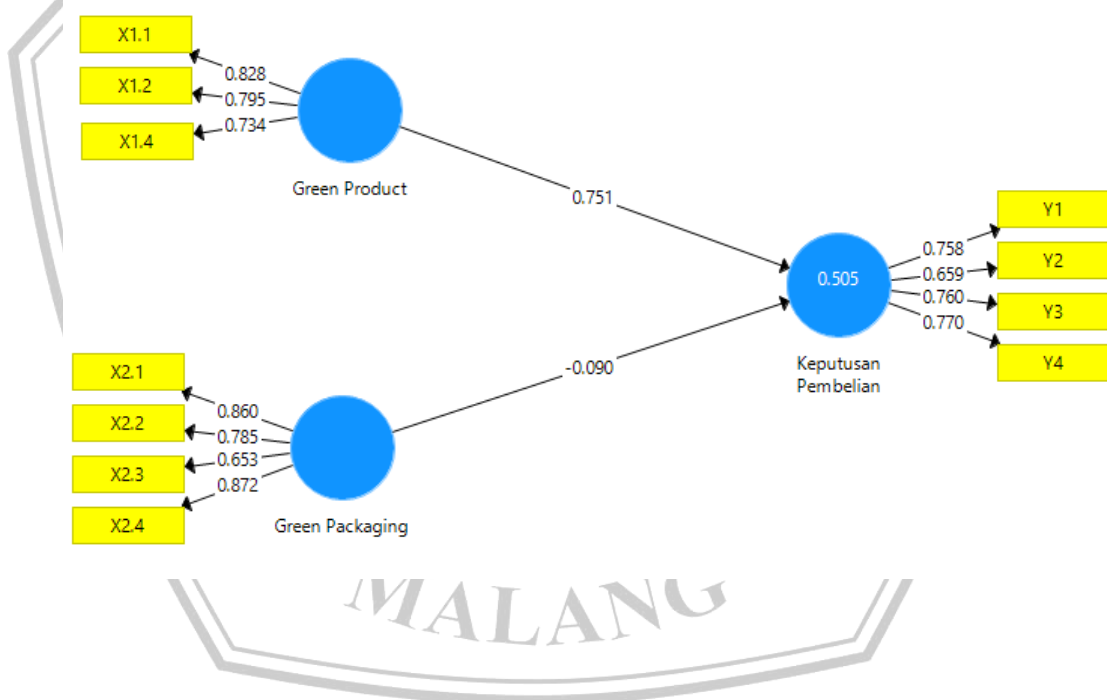 X1.1
X1.2
X1.4
0.828
0.795
0.734
Green Product
0.751
X2.1
X2.2
X2.3
X2.4
0.860
0.785
0.653
0.872
Green Packaging
-0.090
0.505
Keputusan
Pembelian
0.758
0.659
0.760
0.770
Y1
Y2
Y3
Y4
MALANG